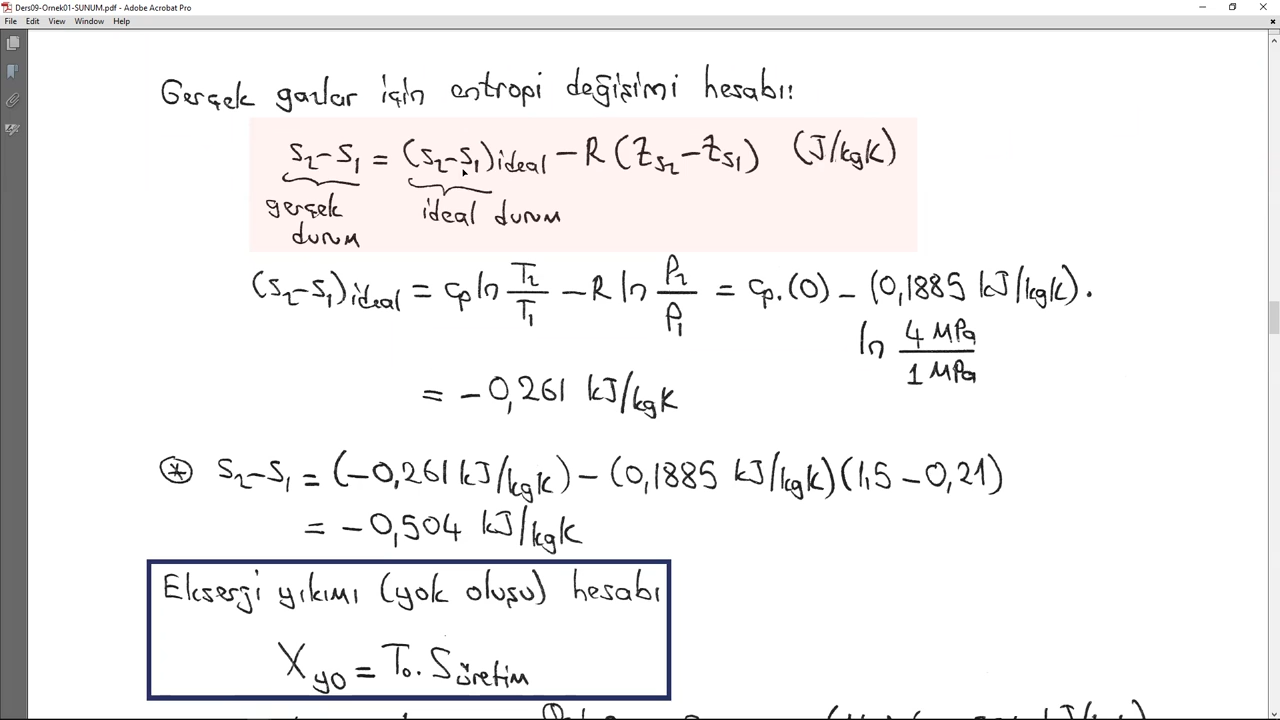 Ders09-Ornek01-SUNUM.pdf - Adobe Acrobat Pro
File Edit View Window Help
Gerçek gazlar için entropi değişimi hesabı:
s₂-s₁ = (s₂-s₁)ideal - R (Zs₂ - Zs₁) (J/kgK)
gerçek durum
ideal durum
(s₂-s₁)ideal = cp ln T₂/T₁ - R ln P₂/P₁ = cp.(0) - (0,1885 kJ/kgK).
ln 4 MPa/1 MPa
= -0,261 kJ/kgK
* s₂-s₁ = (-0,261 kJ/kgK) - (0,1885 kJ/kgK)(1,5 - 0,21)
= -0,504 kJ/kgK
Ekserji yıkımı (yok oluşu) hesabı
Xyo = T₀. Süretim